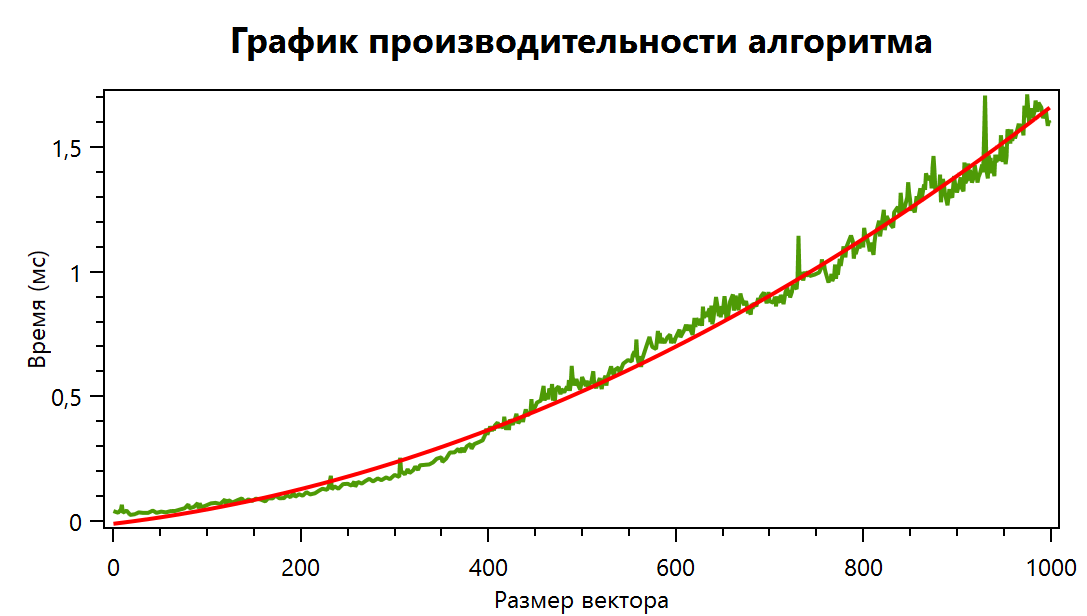 График производительности алгоритма
1,5
1
0,5
0
Время (мс)
0 200 400 600 800 1000
Размер вектора